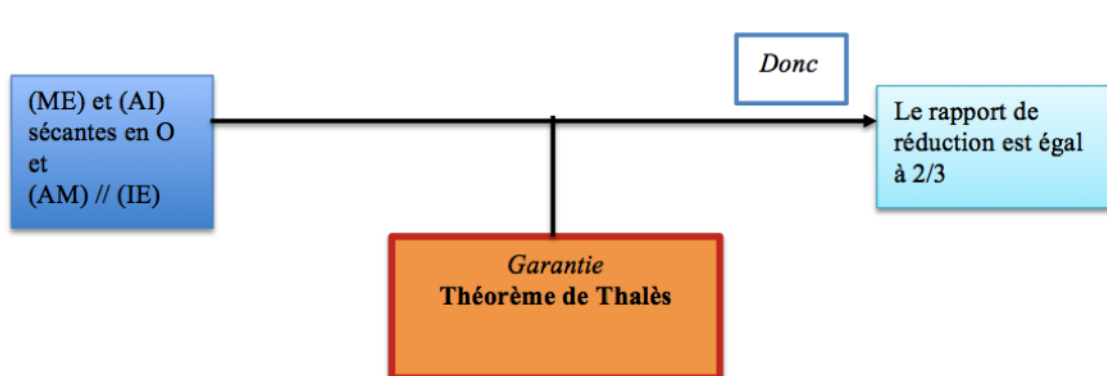 (ME) et (AI)
sécantes en O
et
(AM) // (IE)
Donc
Le rapport de
réduction est égal
à 2/3
Garantie
Théorème de Thalès